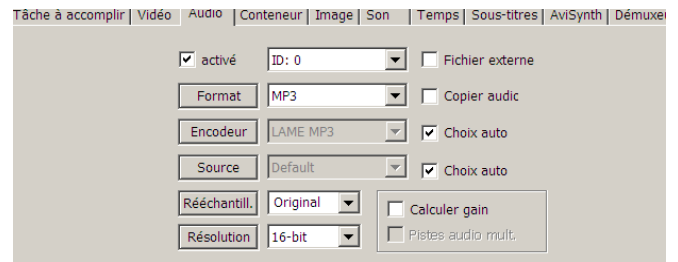 Tâche à accomplir Vidéo Audio Conteneur Image Son Temps Sous-titres AviSynth Démuxeu
activé ID: 0 Fichier externe
Format MP3 Copier audic
Encodeur LAME MP3 Choix auto
Source Default Choix auto
Rééchantill. Original Calculer gain
Résolution 16-bit Pistes audio mult.